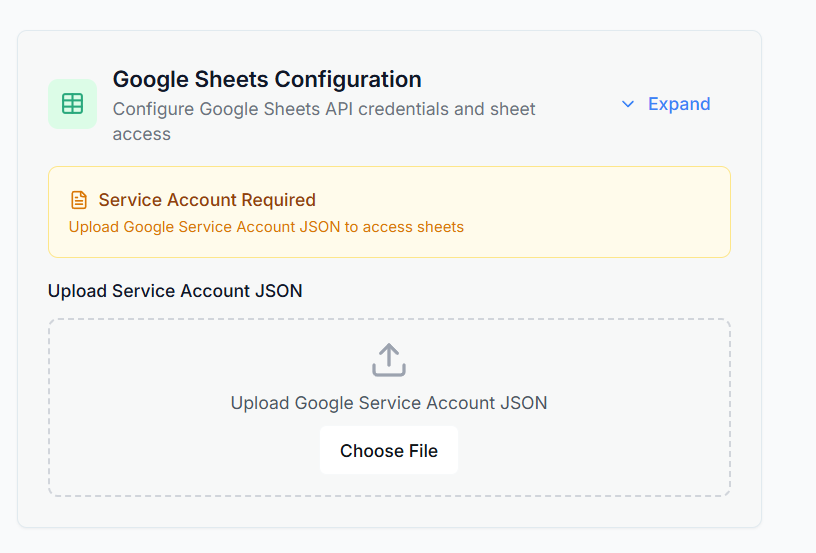 Google Sheets Configuration
Configure Google Sheets API credentials and sheet
access
Expand
Service Account Required
Upload Google Service Account JSON to access sheets
Upload Service Account JSON
Upload Google Service Account JSON
Choose File